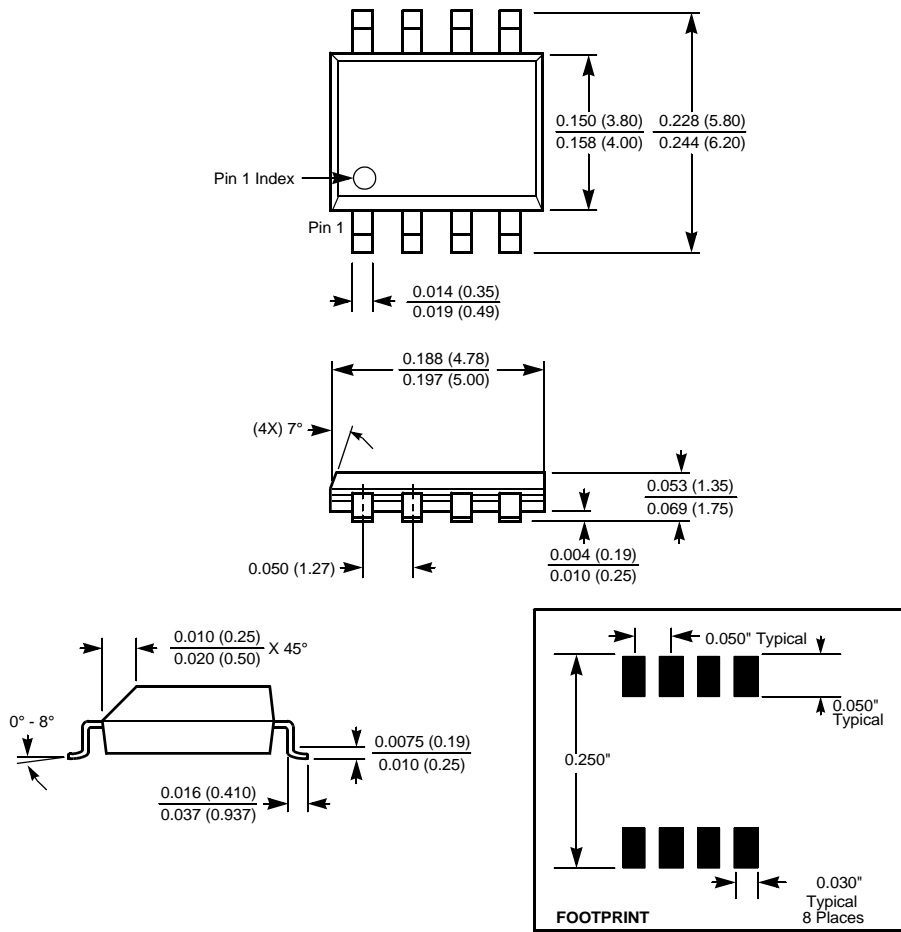 0.150 (3.80)
0.158 (4.00)
0.228 (5.80)
0.244 (6.20)
Pin 1 Index
Pin 1
0.014 (0.35)
0.019 (0.49)
0.188 (4.78)
0.197 (5.00)
(4X) 7°
0.053 (1.35)
0.069 (1.75)
0.050 (1.27)
0.004 (0.19)
0.010 (0.25)
0.010 (0.25)
0.020 (0.50)
X 45°
0° - 8°
0.0075 (0.19)
0.010 (0.25)
0.016 (0.410)
0.037 (0.937)
0.050" Typical
0.050"
Typical
0.250"
0.030"
Typical
8 Places
FOOTPRINT